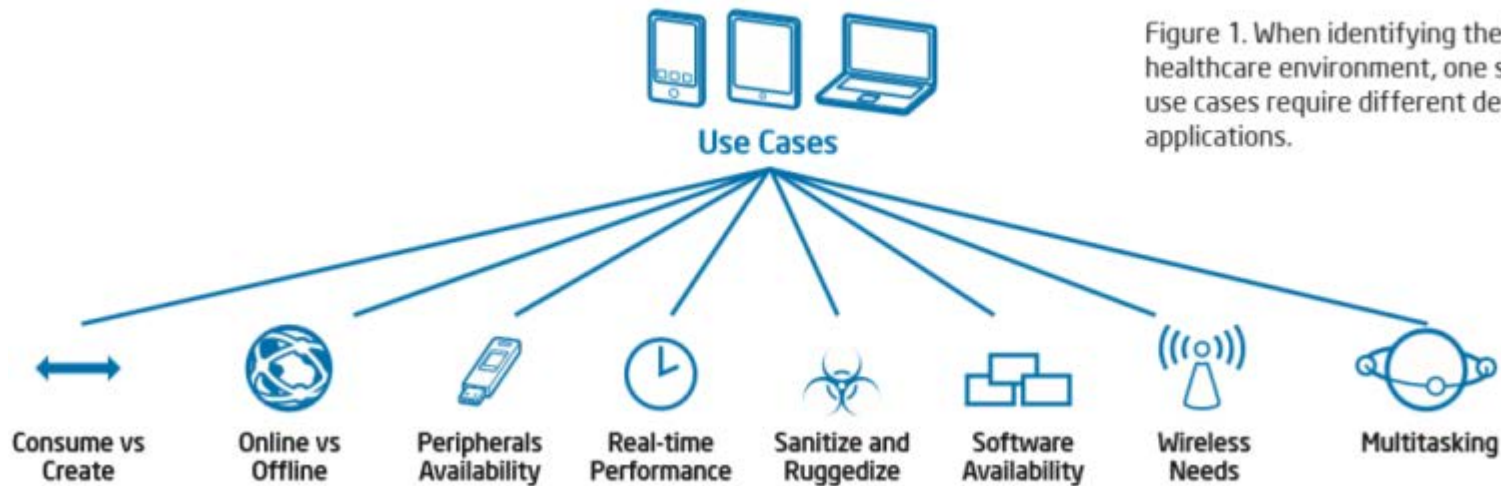 Figure 1. When identifying the
healthcare environment, one s
use cases require different de
applications.
Use Cases
Consume vs
Create
Online vs
Offline
Peripherals
Availability
Real-time
Performance
Sanitize and
Ruggedize
Software
Availability
Wireless
Needs
Multitasking